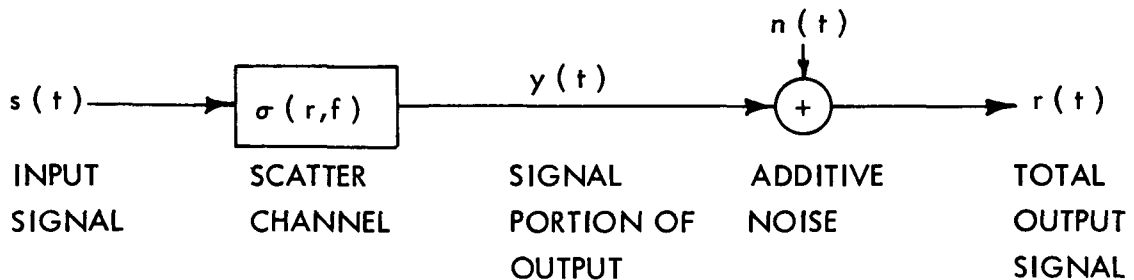 n(t)
s(t)
σ(r,f)
y(t)
+
r(t)
INPUT SIGNAL
SCATTER CHANNEL
SIGNAL PORTION OF OUTPUT
ADDITIVE NOISE
TOTAL OUTPUT SIGNAL